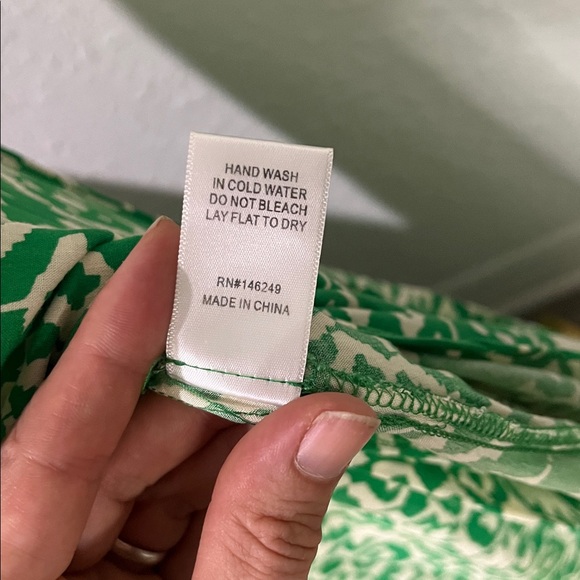 HAND WASH
IN COLD WATER
DO NOT BLEACH
LAY FLAT TO DRY
RN#146249
MADE IN CHINA